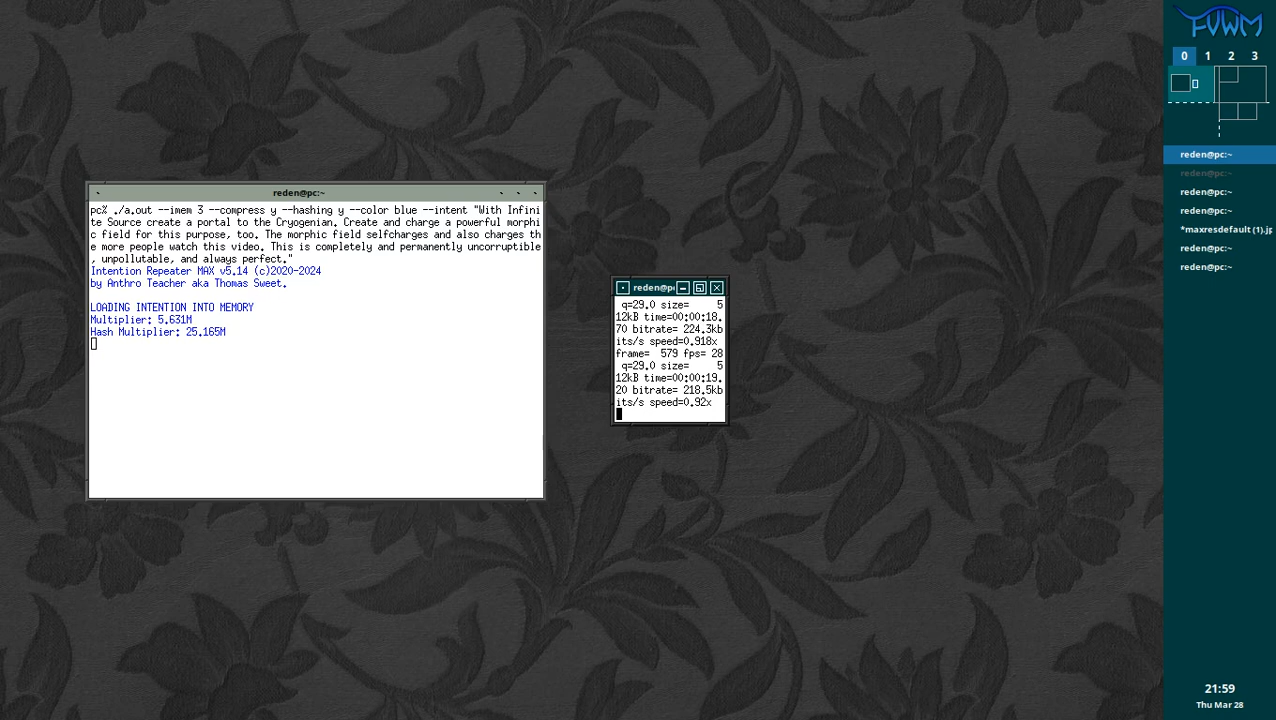 pc% ./a.out --imem 3 --compress y --hashing y --color blue --intent "With Infini
te Source create a portal to the Cryogenian. Create and charge a powerful morphi
c field for this purpose, too. The morphic field selfcharges and also charges th
e more people watch this video. This is completely and permanently uncorruptible
, unpollutable, and always perfect."
Intention Repeater MAX v5.14 (c)2020-2024
by Anthro Teacher aka Thomas Sweet.
LOADING INTENTION INTO MEMORY
Multiplier: 5.631M
Hash Multiplier: 25.165M
reden@pc:~
reden@p
q=29.0 size=    5
12kB time=00:00:18.
70 bitrate= 224.3kb
its/s speed=0.918x
frame=  579 fps= 28
q=29.0 size=    5
12kB time=00:00:19.
20 bitrate= 218.5kb
its/s speed=0.92x
FVWM
0 1 2 3
reden@pc:~
reden@pc:~
reden@pc:~
reden@pc:~
*maxresdefault (1).jp
reden@pc:~
reden@pc:~
21:59
Thu Mar 28